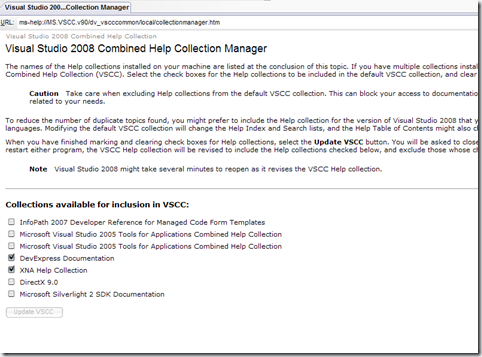 Visual Studio 200...Collection Manager
URL: ms-help://MS.VSCC.v90/dv_vscccommon/local/collectionmanager.htm
Visual Studio 2008 Combined Help Collection
Visual Studio 2008 Combined Help Collection Manager
The names of the Help collections installed on your machine are listed at the conclusion of this topic. If you have multiple collections instal
Combined Help Collection (VSCC). Select the check boxes for the Help collections to be included in the default VSCC collection, and clear
Caution Take care when excluding Help collections from the default VSCC collection. This can block your access to documentatio
related to your needs.
To reduce the number of duplicate topics found, you might prefer to include the Help collection for the version of Visual Studio 2008 that y
languages. Modifying the default VSCC collection will change the Help Index and Search lists, and the Help Table of Contents might also c
When you have finished marking and clearing check boxes for Help collections, select the Update VSCC button. You will be asked to close
restart either program, the VSCC Help collection will be revised to include the Help collections checked below, and exclude those whose c
Note Visual Studio 2008 might take several minutes to reopen as it revises the VSCC Help collection.
Collections available for inclusion in VSCC:
InfoPath 2007 Developer Reference for Managed Code Form Templates
Microsoft Visual Studio 2005 Tools for Applications Combined Help Collection
Microsoft Visual Studio 2005 Tools for Applications Combined Help Collection
DevExpress Documentation
XNA Help Collection
DirectX 9.0
Microsoft Silverlight 2 SDK Documentation
Update VSCC